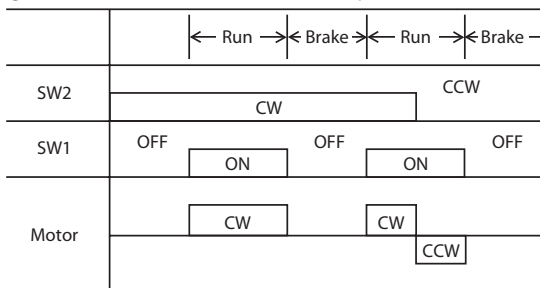 Run Brake Run Brake
SW2 CW CCW
SW1 OFF ON OFF ON OFF
Motor CW CW CCW